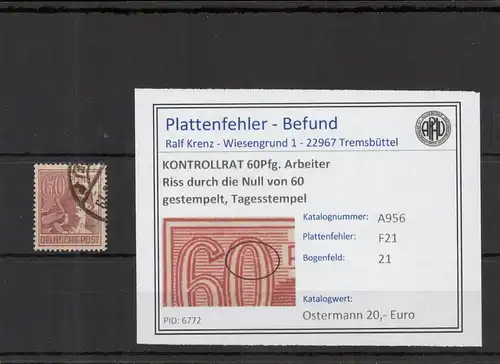 60
DEUTSCHE POST
Plattenfehler - Befund
Ralf Krenz - Wiesengrund 1 - 22967 Tremsbüttel
KONTROLLRAT 60Pfg. Arbeiter
Riss durch die Null von 60
gestempelt, Tagesstempel
Katalognummer: A956
Plattenfehler: F21
Bogenfeld: 21
Katalogwert:
Ostermann 20,- Euro
60
PID: 6772